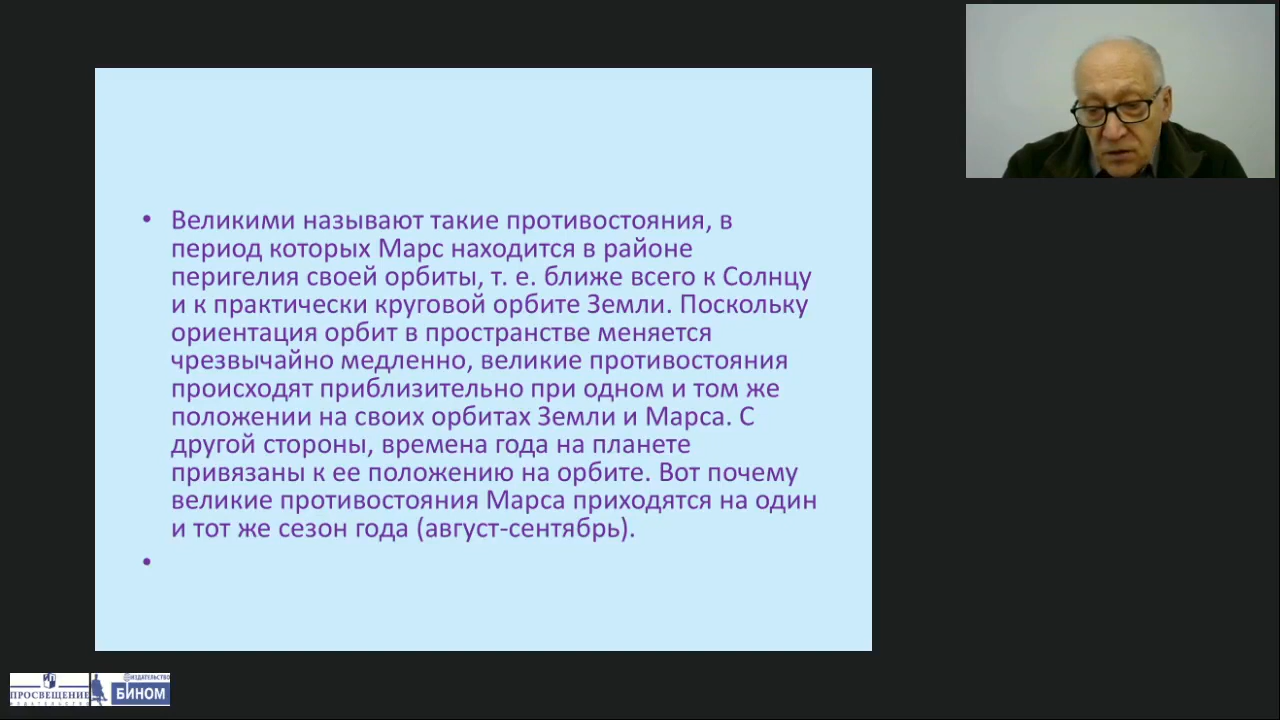 • Великими называют такие противостояния, в
период которых Марс находится в районе
перигелия своей орбиты, т. е. ближе всего к Солнцу
и к практически круговой орбите Земли. Поскольку
ориентация орбит в пространстве меняется
чрезвычайно медленно, великие противостояния
происходят приблизительно при одном и том же
положении на своих орбитах Земли и Марса. С
другой стороны, времена года на планете
привязаны к ее положению на орбите. Вот почему
великие противостояния Марса приходятся на один
и тот же сезон года (август-сентябрь).
•
ПРОСВЕЩЕНИЕ
ИЗДАТЕЛЬСТВО
ИЗДАТЕЛЬСТВО
БИНОМ